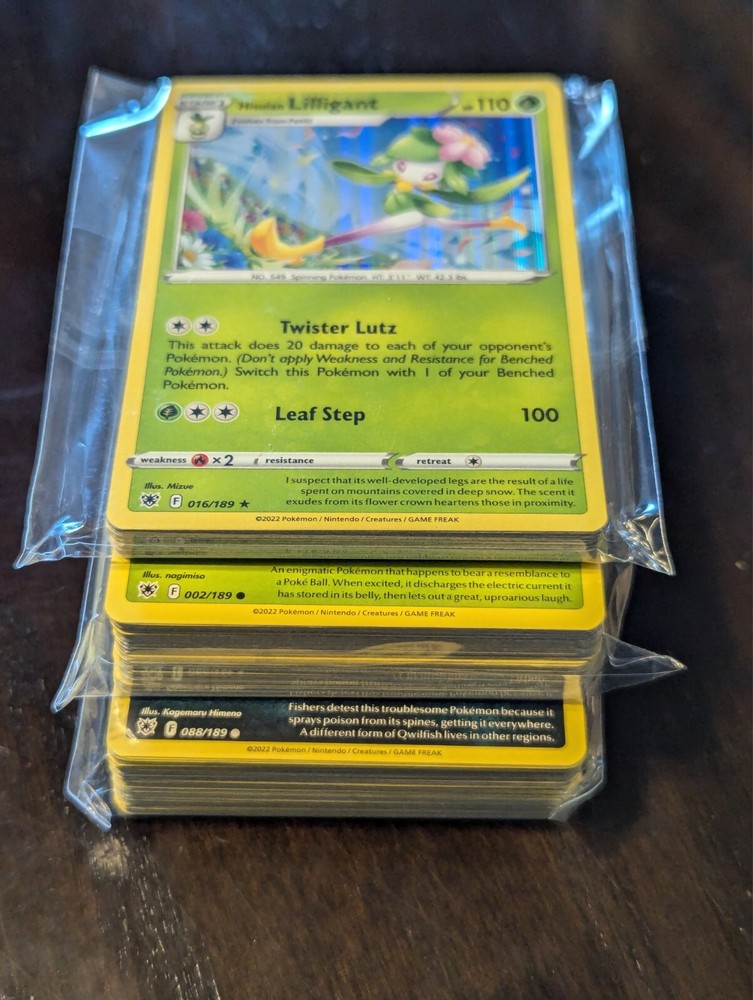 Hisuian Lilligant 110
NO. 549 Spinning Pokémon HT: 3'11" WT: 42.3 lbs.
Twister Lutz
This attack does 20 damage to each of your opponent's
Pokémon. (Don't apply Weakness and Resistance for Benched
Pokémon.) Switch this Pokémon with 1 of your Benched
Pokémon.
Leaf Step 100
weakness ×2 resistance retreat
I suspect that its well-developed legs are the result of a life
spent on mountains covered in deep snow. The scent it
exudes from its flower crown heartens those in proximity.
Illus. Mizue
F 016/189 ★
©2022 Pokémon / Nintendo / Creatures / GAME FREAK
An enigmatic Pokémon that happens to bear a resemblance to
a Poké Ball. When excited, it discharges the electric current it
has stored in its belly, then lets out a great, uproarious laugh.
Illus. nagimiso
F 002/189 ●
©2022 Pokémon / Nintendo / Creatures / GAME FREAK
Fishers detest this troublesome Pokémon because it
sprays poison from its spines, getting it everywhere.
A different form of Qwilfish lives in other regions.
Illus. Kagemaru Himeno
F 088/189
©2022 Pokémon / Nintendo / Creatures / GAME FREAK